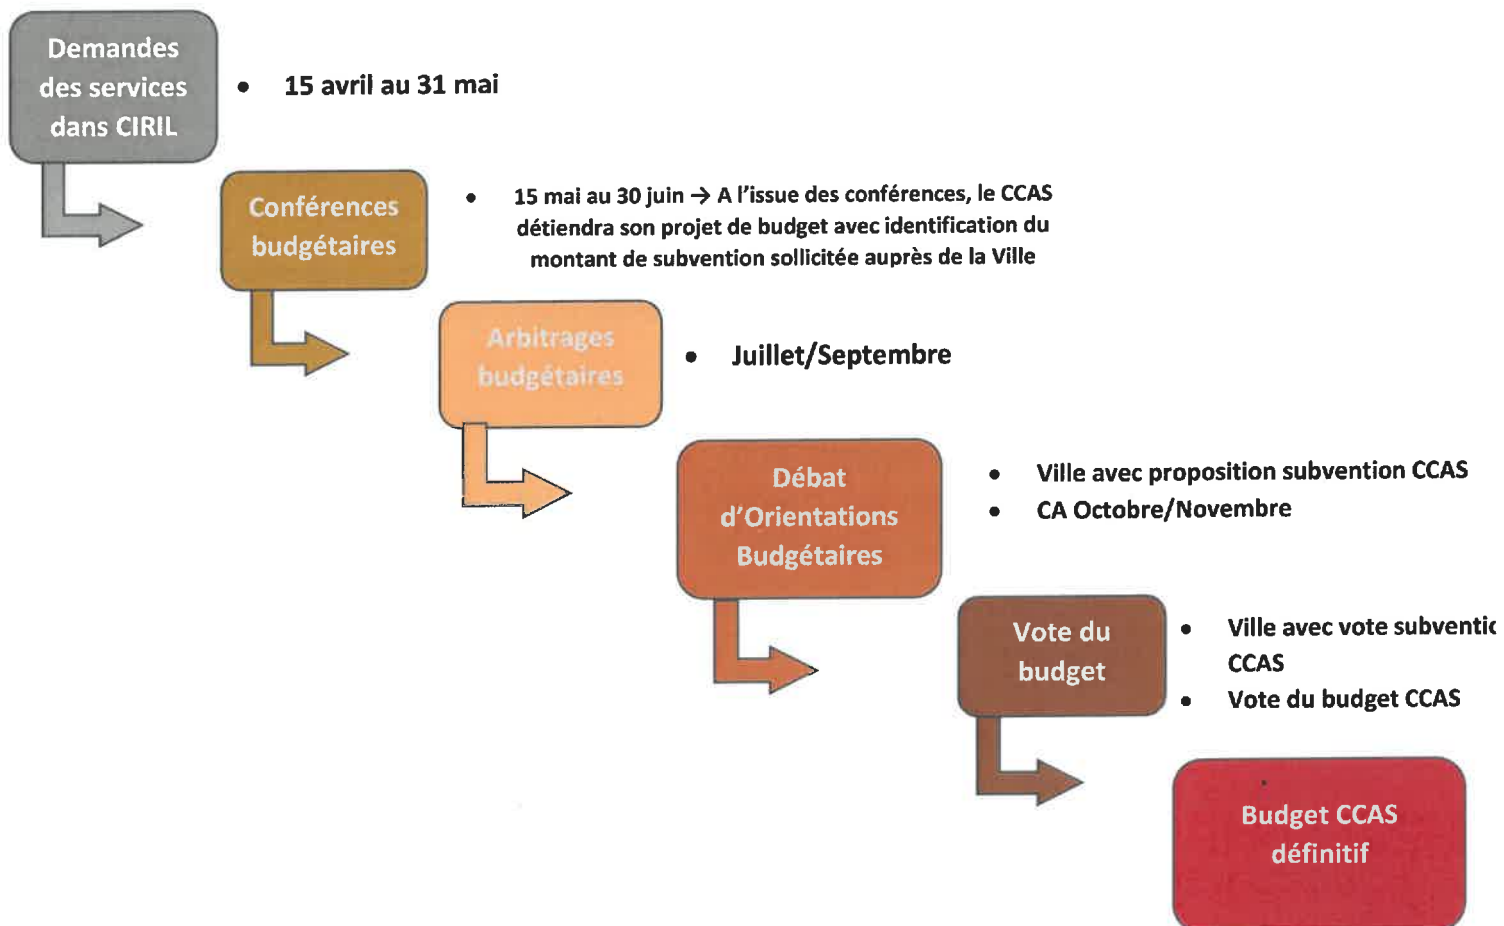 Demandes
des services
dans CIRIL
• 15 avril au 31 mai
Conférences
budgétaires
• 15 mai au 30 juin → A l'issue des conférences, le CCAS
détiendra son projet de budget avec identification du
montant de subvention sollicitée auprès de la Ville
Arbitrages
budgétaires
• Juillet/Septembre
Débat
d'Orientations
Budgétaires
• Ville avec proposition subvention CCAS
• CA Octobre/Novembre
Vote du
budget
• Ville avec vote
CCAS
• Vote du budget CCAS
Budget CCAS
définitif